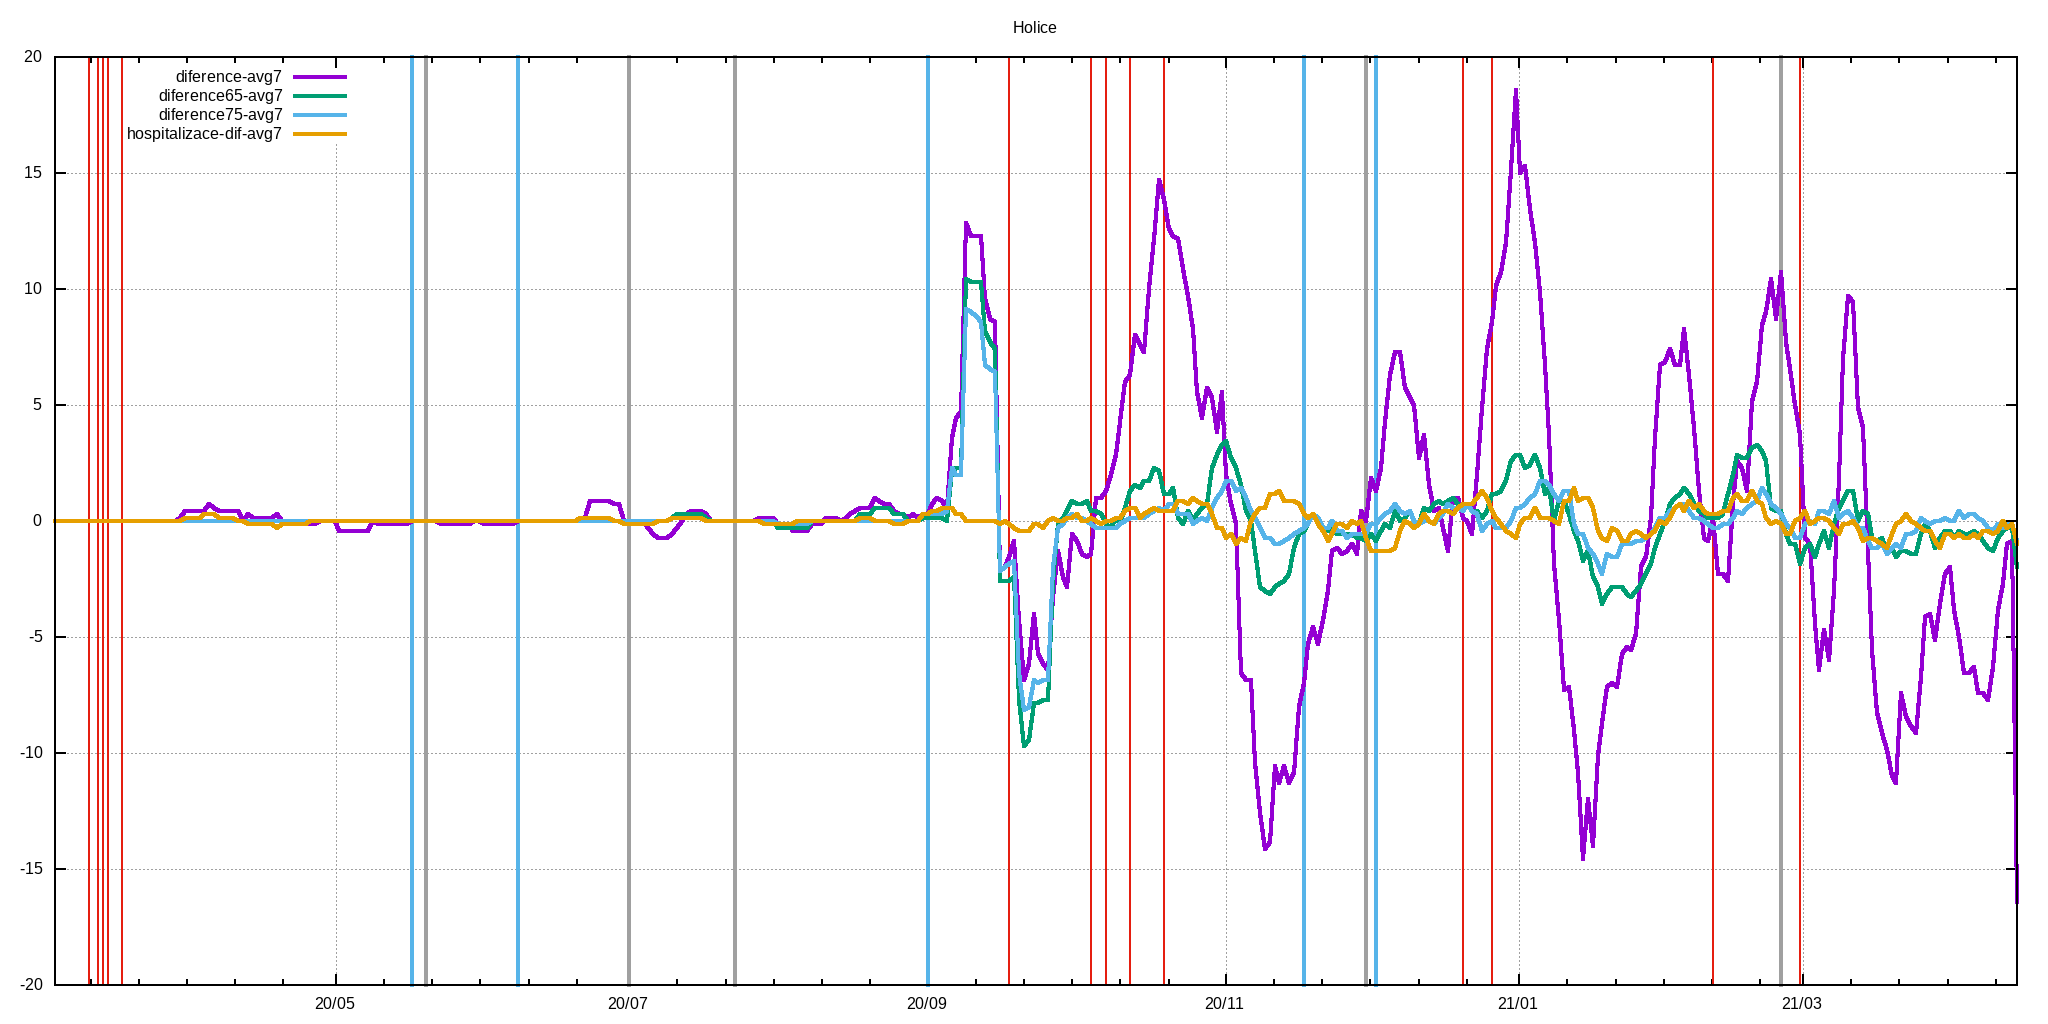 Holice
diference-avg7
diference65-avg7
diference75-avg7
hospitalizace-dif-avg7
20
15
10
5
0
-5
-10
-15
-20
20/05 20/07 20/09 20/11 21/01 21/03